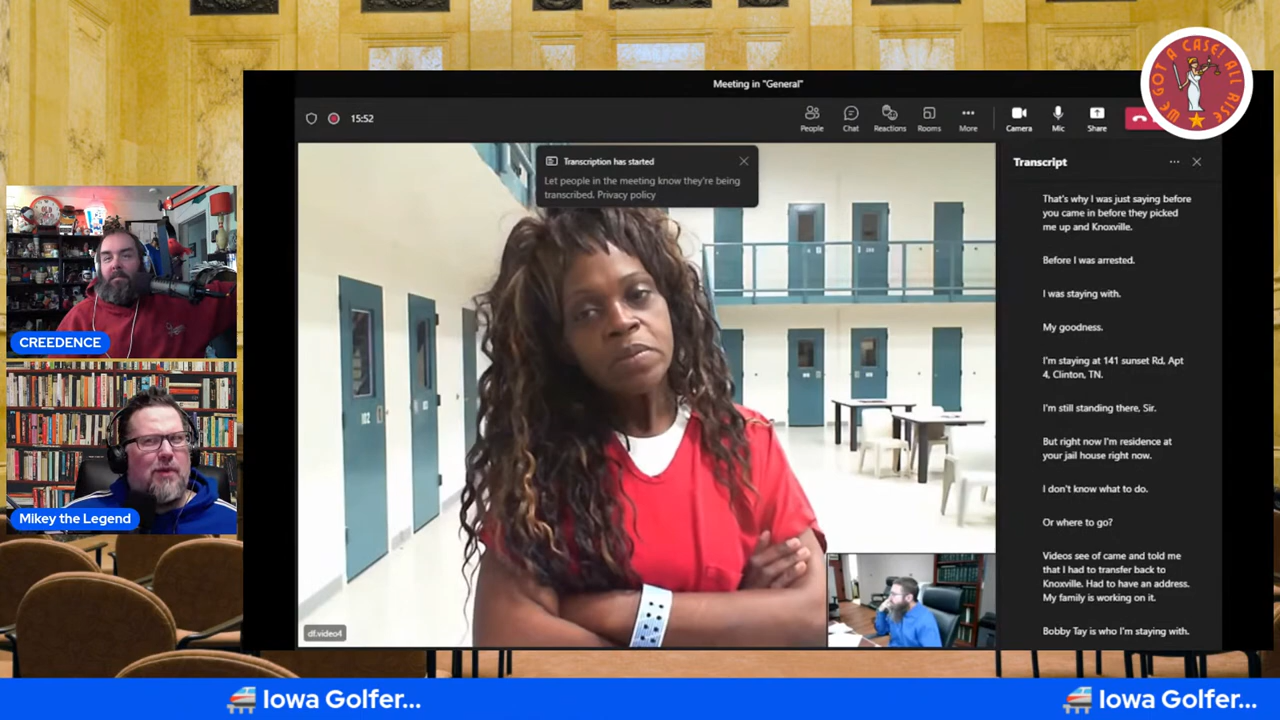 Meeting in "General"
15:52
People
Chat
Reactions
Rooms
More
Camera
Mic
Share
WE GOT A CASE! ALL RISE
Transcription has started
Let people in the meeting know they're being
transcribed. Privacy policy
Transcript
That's why I was just saying before
you came in before they picked
me up and Knoxville.
Before I was arrested.
I was staying with.
My goodness.
I'm staying at 141 sunset Rd, Apt
4, Clinton, TN.
I'm still standing there, Sir.
But right now I'm residence at
your jail house right now.
I don't know what to do.
Or where to go?
Videos see of came and told me
that I had to transfer back to
Knoxville. Had to have an address.
My family is working on it.
Bobby Tay is who I'm staying with.
CREEDENCE
Mikey the Legend
102
df.video4
Iowa Golfer...
Iowa Golfer...